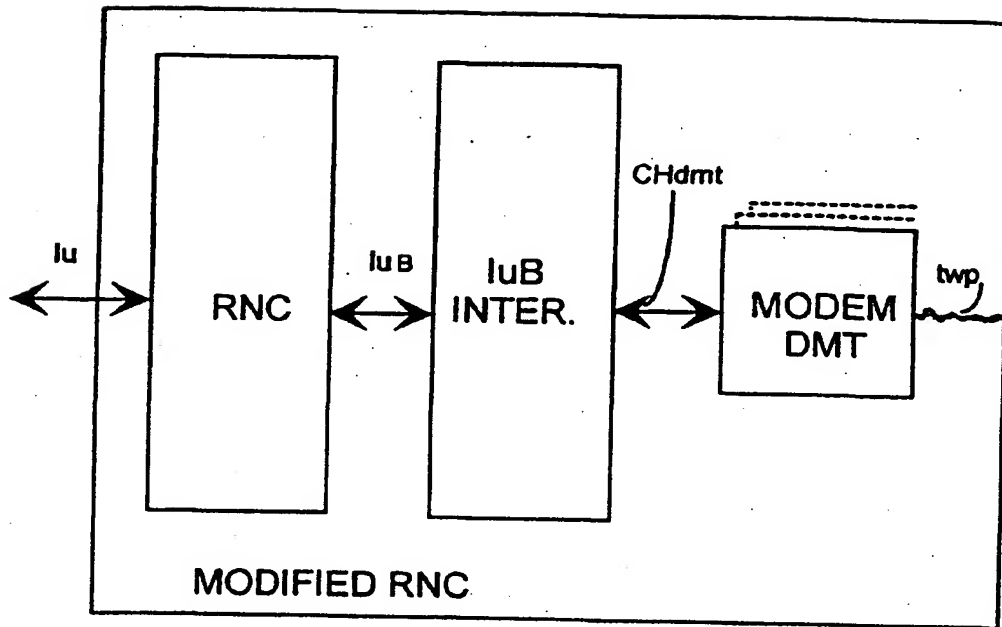 CHdmt
Iu
IuB
RNC
IuB
INTER.
MODEM
DMT
twp
MODIFIED RNC